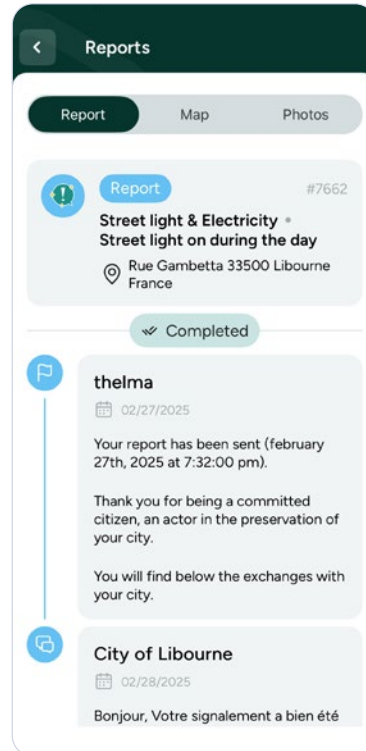 Reports
Report
Map
Photos
Report
#7662
Street light & Electricity •
Street light on during the day
Rue Gambetta 33500 Libourne
France
Completed
thelma
02/27/2025
Your report has been sent (february
27th, 2025 at 7:32:00 pm).
Thank you for being a committed
citizen, an actor in the preservation of
your city.
You will find below the exchanges with
your city.
City of Libourne
02/28/2025
Bonjour, Votre signalement a bien été